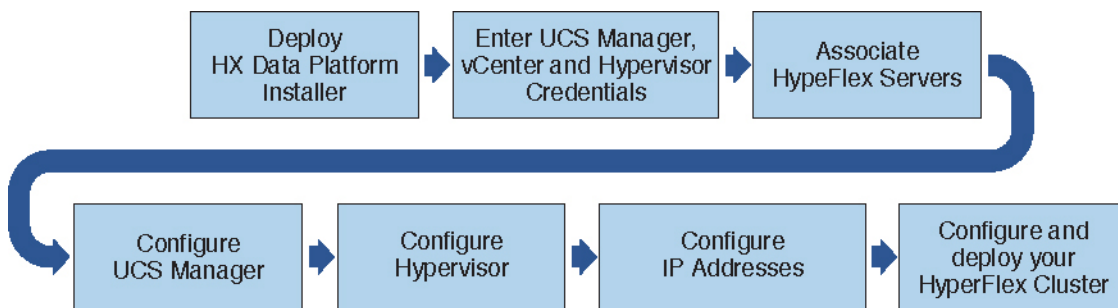 Deploy
HX Data Platform
Installer
Enter UCS Manager,
vCenter and Hypervisor
Credentials
Associate
HypeFlex Servers
Configure
UCS Manager
Configure
Hypervisor
Configure
IP Addresses
Configure and
deploy your
HyperFlex Cluster